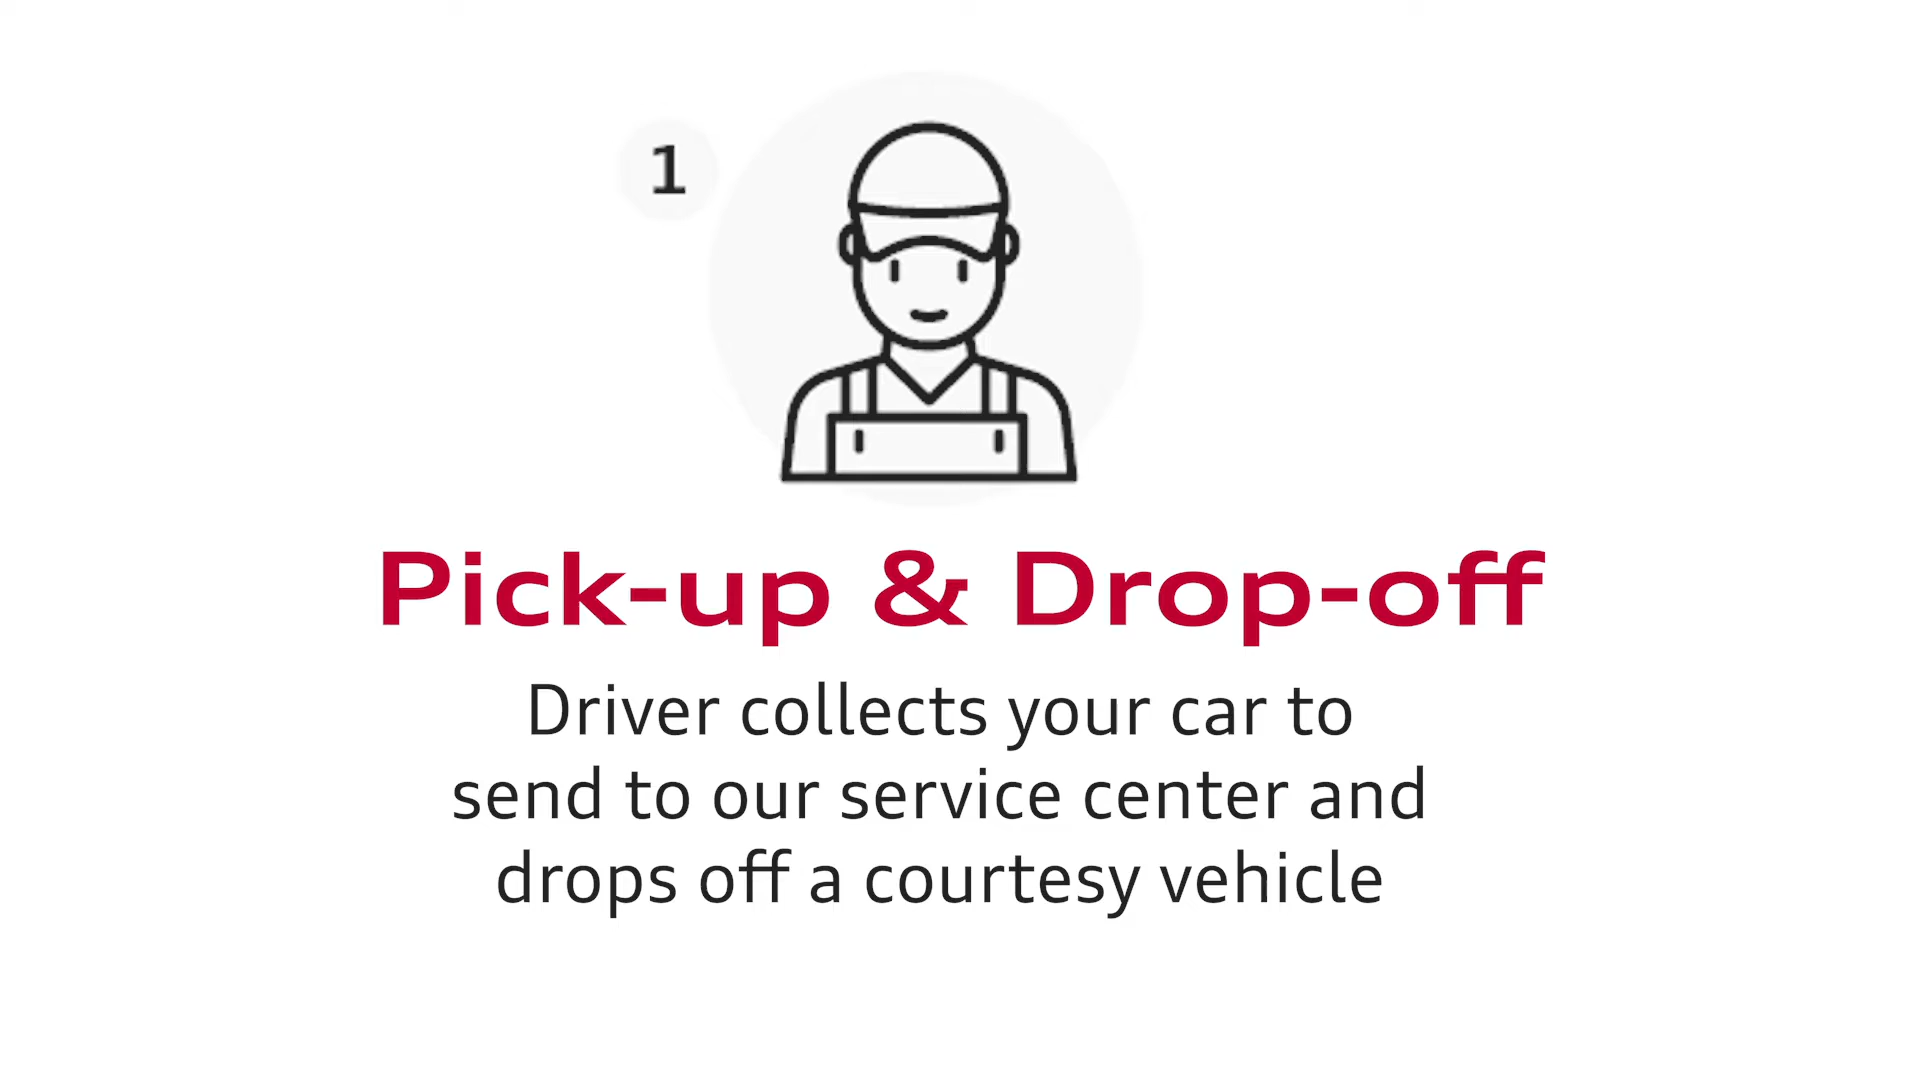 1
Pick-up & Drop-off
Driver collects your car to
send to our service center and
drops off a courtesy vehicle